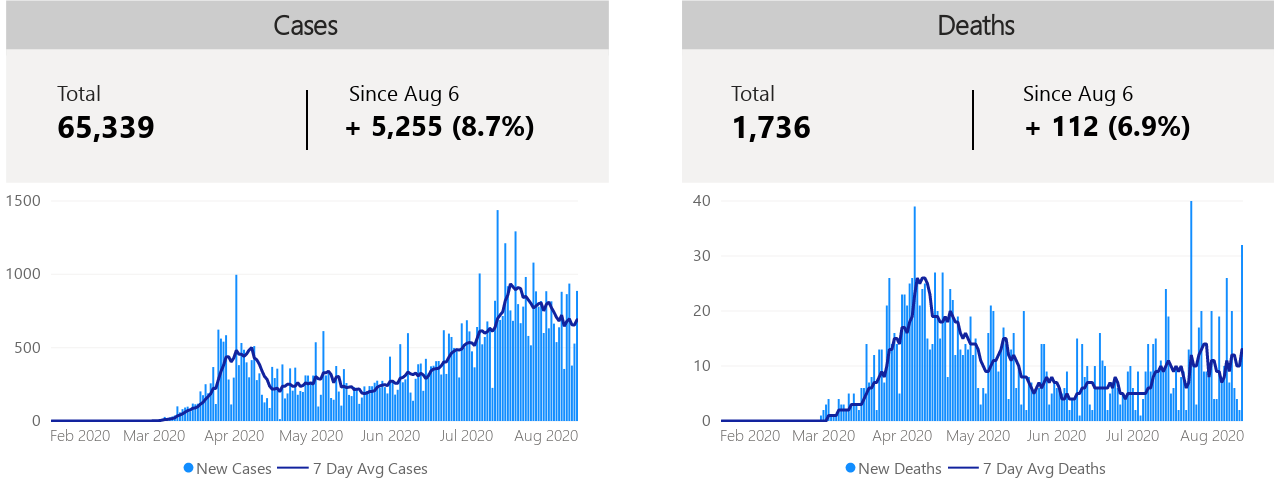 Cases
Total
65,339
Since Aug 6
+ 5,255 (8.7%)
1500
1000
500
0
Feb 2020 Mar 2020 Apr 2020 May 2020 Jun 2020 Jul 2020 Aug 2020
New Cases 7 Day Avg Cases
Deaths
Total
1,736
Since Aug 6
+ 112 (6.9%)
40
30
20
10
0
Feb 2020 Mar 2020 Apr 2020 May 2020 Jun 2020 Jul 2020 Aug 2020
New Deaths 7 Day Avg Deaths